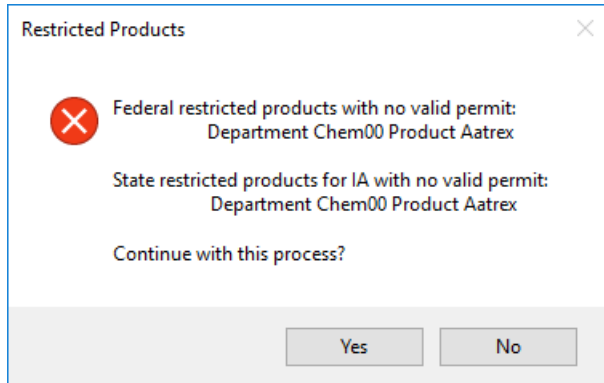 Restricted Products
Federal restricted products with no valid permit:
Department Chem00 Product Aatrex
State restricted products for IA with no valid permit:
Department Chem00 Product Aatrex
Continue with this process?
Yes
No